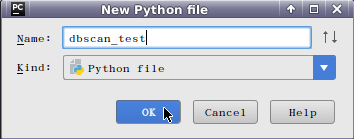 PC New Python file
Name: dbscan_test
Kind: Python file
OK Cancel Help